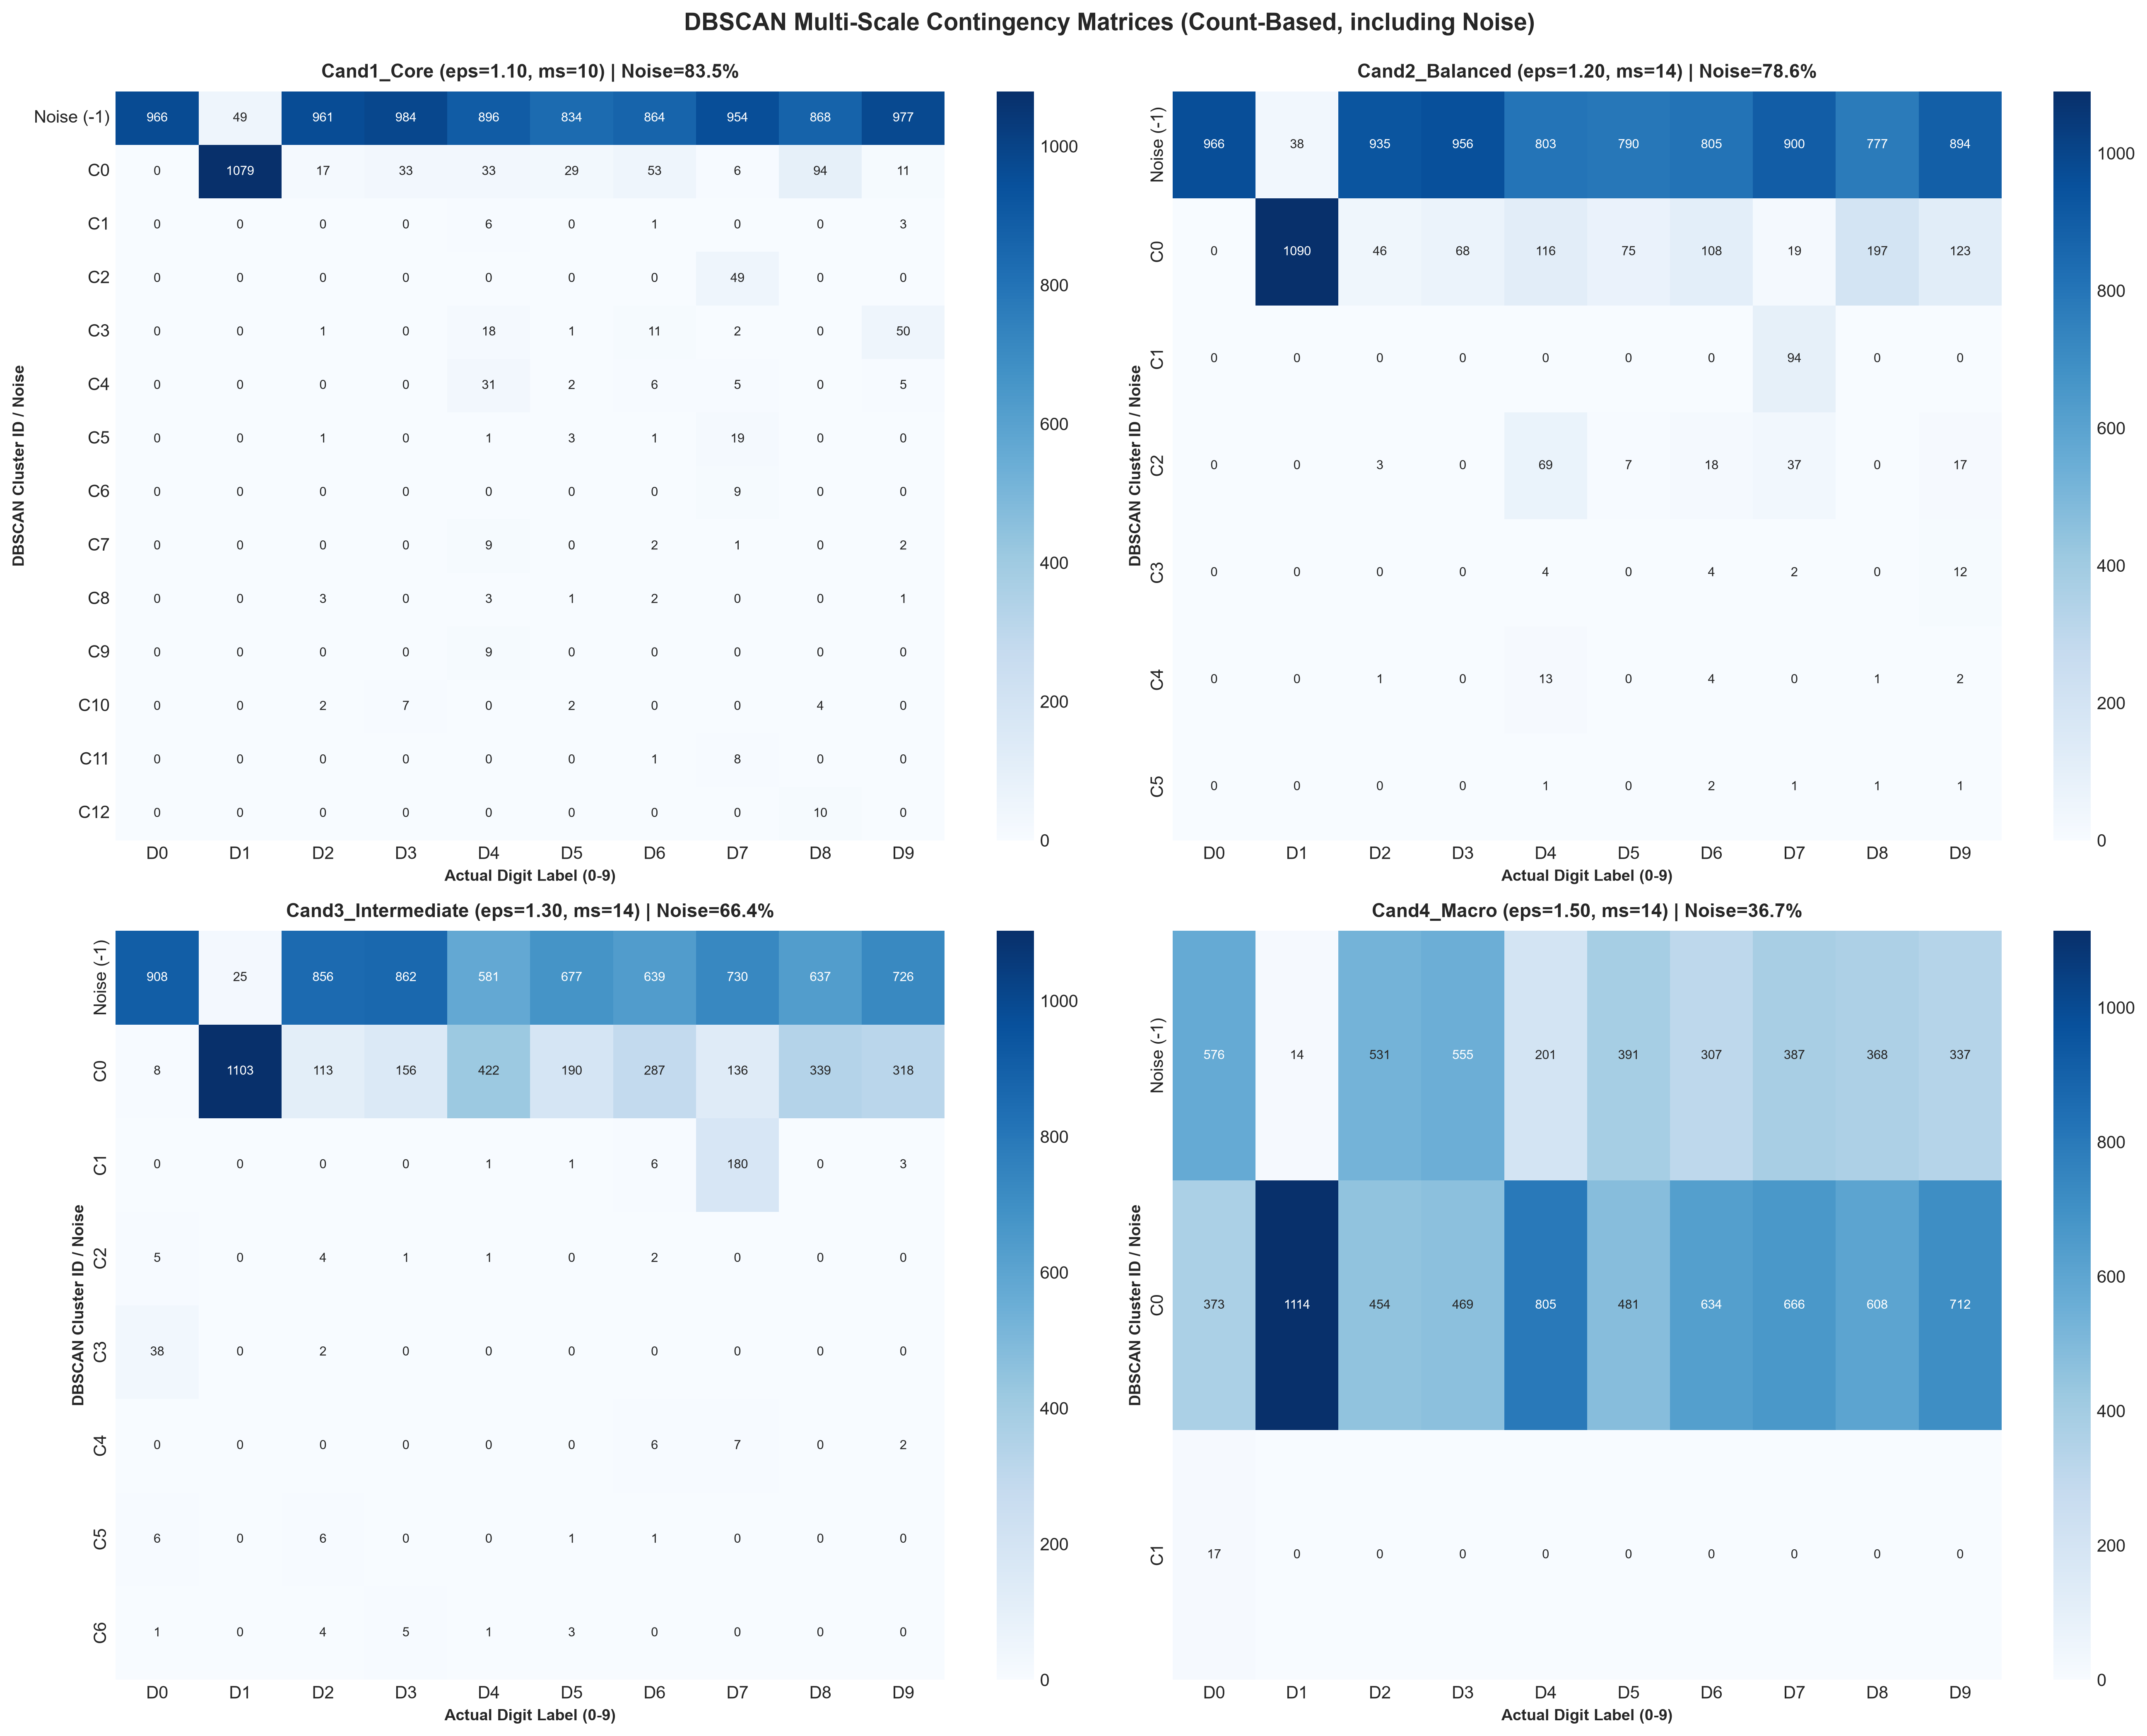 DBSCAN Multi-Scale Contingency Matrices (Count-Based, including Noise)
Cand1_Core (eps=1.10, ms=10) | Noise=83.5%
DBSCAN Cluster ID / Noise
Noise (-1) 966 49 961 984 896 834 864 954 868 977
C0 0 1079 17 33 33 29 53 6 94 11
C1 0 0 0 0 6 0 1 0 0 3
C2 0 0 0 0 0 0 0 49 0 0
C3 0 0 1 0 18 1 11 2 0 50
C4 0 0 0 0 31 2 6 5 0 5
C5 0 0 1 0 1 3 1 19 0 0
C6 0 0 0 0 0 0 0 9 0 0
C7 0 0 0 0 9 0 2 1 0 2
C8 0 0 3 0 3 1 2 0 0 1
C9 0 0 0 0 9 0 0 0 0 0
C10 0 0 2 7 0 2 0 0 4 0
C11 0 0 0 0 0 0 1 8 0 0
C12 0 0 0 0 0 0 0 0 10 0
D0 D1 D2 D3 D4 D5 D6 D7 D8 D9
Actual Digit Label (0-9)
1000
800
600
400
200
0
Cand2_Balanced (eps=1.20, ms=14) | Noise=78.6%
DBSCAN Cluster ID / Noise
Noise (-1) 966 38 935 956 803 790 805 900 777 894
C0 0 1090 46 68 116 75 108 19 197 123
C1 0 0 0 0 0 0 0 94 0 0
C2 0 0 3 0 69 7 18 37 0 17
C3 0 0 0 0 4 0 4 2 0 12
C4 0 0 1 0 13 0 4 0 1 2
C5 0 0 0 0 1 0 2 1 1 1
D0 D1 D2 D3 D4 D5 D6 D7 D8 D9
Actual Digit Label (0-9)
1000
800
600
400
200
0
Cand3_Intermediate (eps=1.30, ms=14) | Noise=66.4%
DBSCAN Cluster ID / Noise
Noise (-1) 908 25 856 862 581 677 639 730 637 726
C0 8 1103 113 156 422 190 287 136 339 318
C1 0 0 0 0 1 1 6 180 0 3
C2 5 0 4 1 1 0 2 0 0 0
C3 38 0 2 0 0 0 0 0 0 0
C4 0 0 0 0 0 0 6 7 0 2
C5 6 0 6 0 0 1 1 0 0 0
C6 1 0 4 5 1 3 0 0 0 0
D0 D1 D2 D3 D4 D5 D6 D7 D8 D9
Actual Digit Label (0-9)
1000
800
600
400
200
0
Cand4_Macro (eps=1.50, ms=14) | Noise=36.7%
DBSCAN Cluster ID / Noise
Noise (-1) 576 14 531 555 201 391 307 387 368 337
C0 373 1114 454 469 805 481 634 666 608 712
C1 17 0 0 0 0 0 0 0 0 0
D0 D1 D2 D3 D4 D5 D6 D7 D8 D9
Actual Digit Label (0-9)
1000
800
600
400
200
0